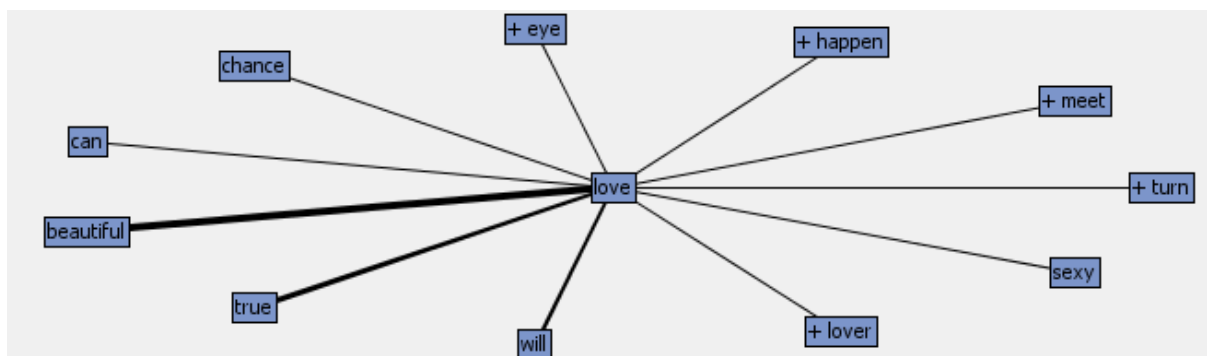 + eye
+ happen
chance
+ meet
can
love
+ turn
beautiful
sexy
true
+ lover
will